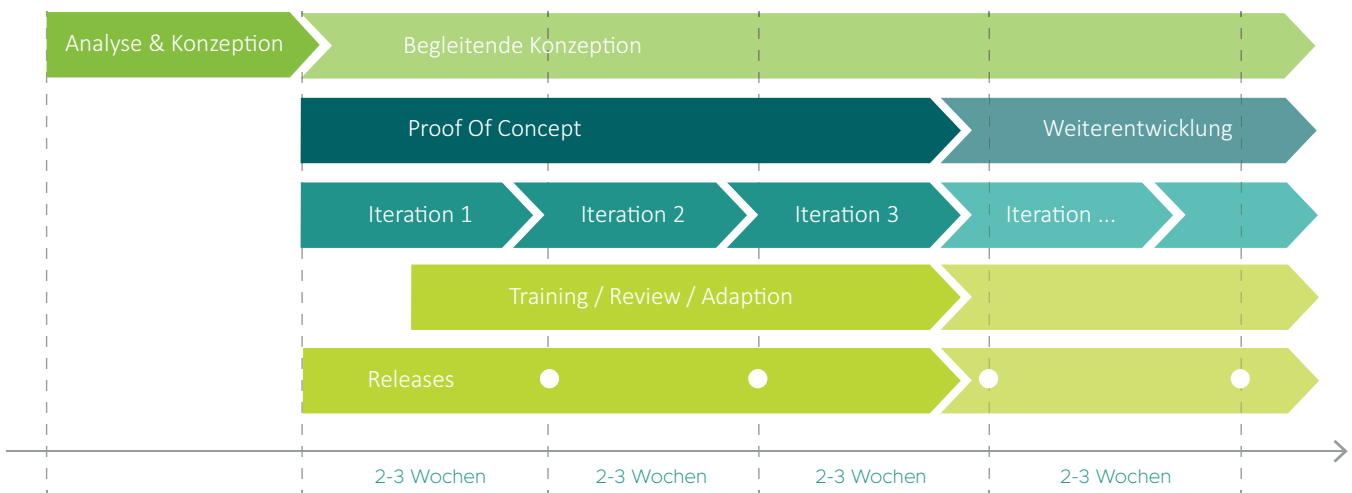 Analyse & Konzeption
Begleitende Konzeption
Proof Of Concept
Weiterentwicklung
Iteration 1
Iteration 2
Iteration 3
Iteration ...
Training / Review / Adaption
Releases
2-3 Wochen
2-3 Wochen
2-3 Wochen
2-3 Wochen